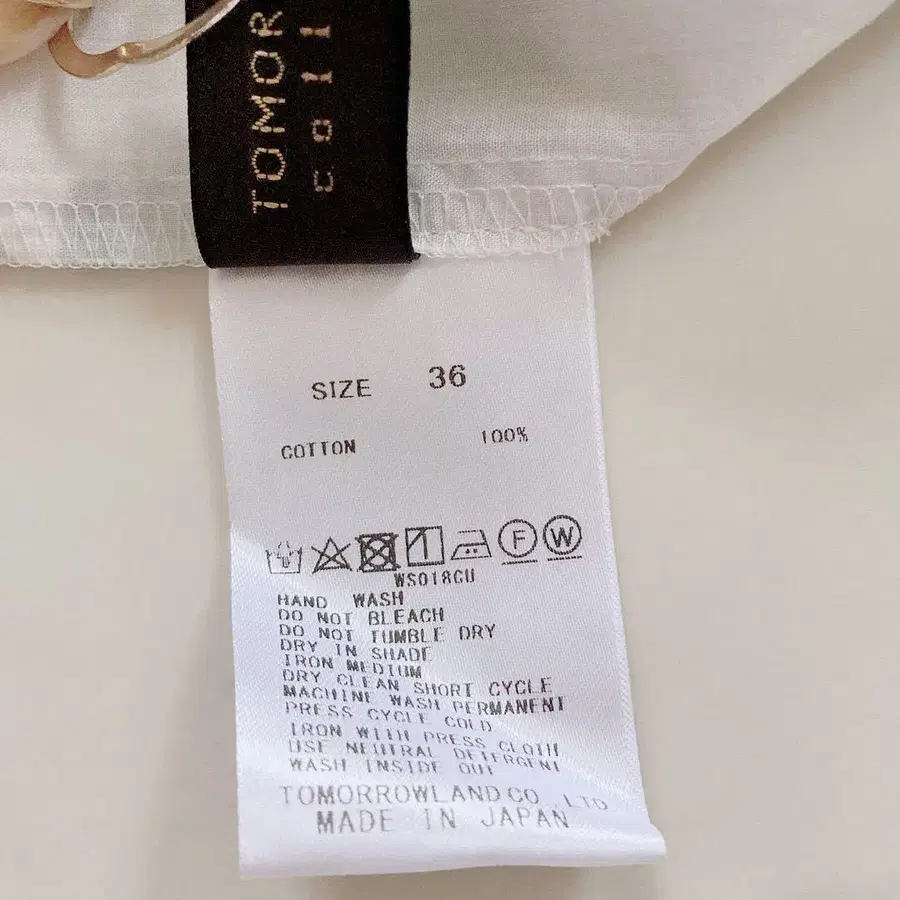 TOMOR
coll
SIZE 36
COTTON 100%
F W
WS018CU
HAND WASH
DO NOT BLEACH
DO NOT TUMBLE DRY
DRY IN SHADE
IRON MEDIUM
DRY CLEAN SHORT CYCLE
MACHINE WASH PERMANENT
PRESS CYCLE COLD
IRON WITH PRESS CLOTH
USE NEUTRAL DETERGENT
WASH INSIDE OUT
TOMORROWLAND CO.,LTD
MADE IN JAPAN